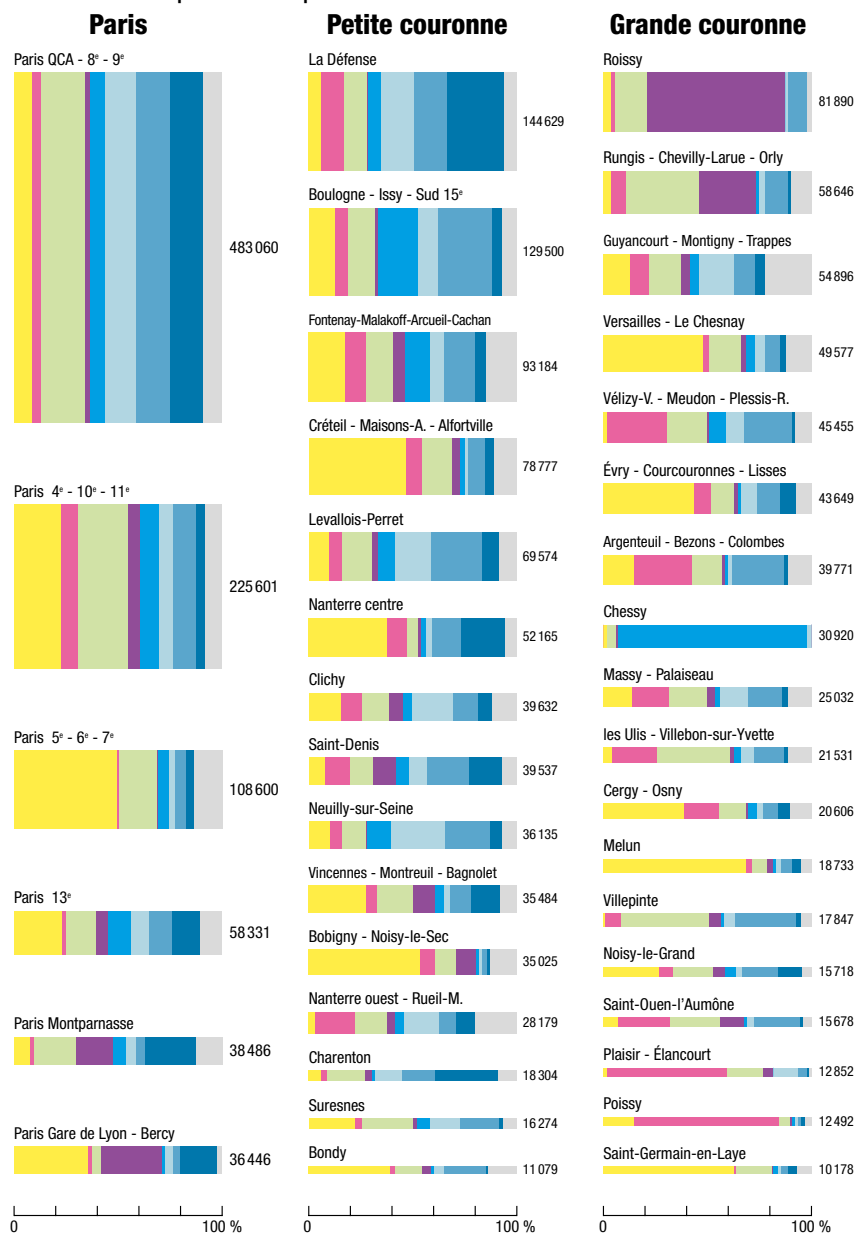 Paris
Paris QCA - 8e - 9e
483 060
Paris 4e - 10e - 11e
225 601
Paris 5e - 6e - 7e
108 600
Paris 13e
58 331
Paris Montparnasse
38 486
Paris Gare de Lyon - Bercy
36 446
0 100 %
Petite couronne
La Défense
144 629
Boulogne - Issy - Sud 15e
129 500
Fontenay-Malakoff-Arcueil-Cachan
93 184
Créteil - Maisons-A. - Alfortville
78 777
Levallois-Perret
69 574
Nanterre centre
52 165
Clichy
39 632
Saint-Denis
39 537
Neuilly-sur-Seine
36 135
Vincennes - Montreuil - Bagnolet
35 484
Bobigny - Noisy-le-Sec
35 025
Nanterre ouest - Rueil-M.
28 179
Charenton
18 304
Suresnes
16 274
Bondy
11 079
0 100 %
Grande couronne
Roissy
81 890
Rungis - Chevilly-Larue - Orly
58 646
Guyancourt - Montigny - Trappes
54 896
Versailles - Le Chesnay
49 577
Vélizy-V. - Meudon - Plessis-R.
45 455
Évry - Courcouronnes - Lisses
43 649
Argenteuil - Bezons - Colombes
39 771
Chessy
30 920
Massy - Palaiseau
25 032
les Ulis - Villebon-sur-Yvette
21 531
Cergy - Osny
20 606
Melun
18 733
Villepinte
17 847
Noisy-le-Grand
15 718
Saint-Ouen-l'Aumône
15 678
Plaisir - Élancourt
12 852
Poissy
12 492
Saint-Germain-en-Laye
10 178
0 100 %